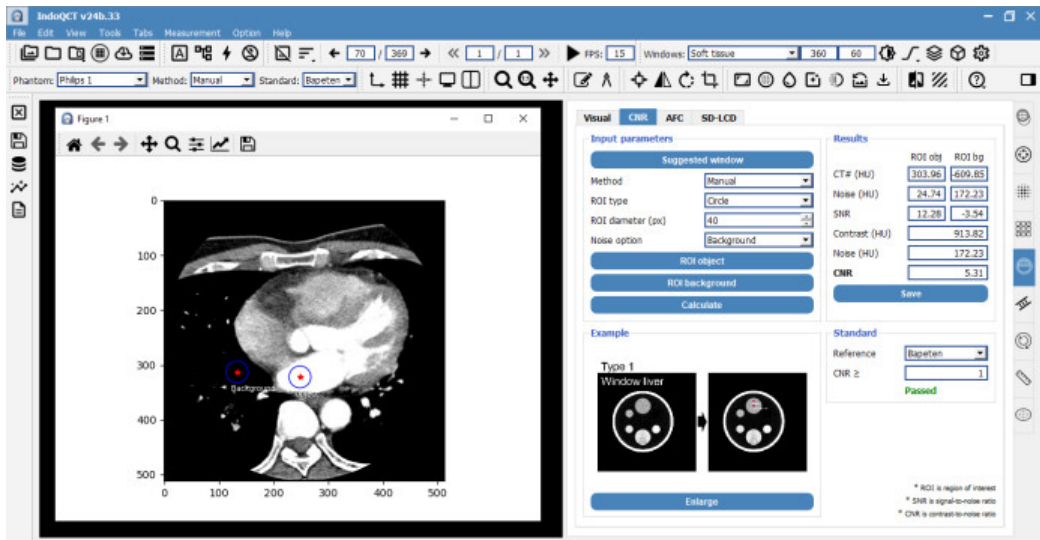 IndoQCT v24b.33
File Edit View Tools Tabs Measurement Option Help
70 / 369 1 / 1 FPS: 15 Windows: Soft tissue 360 60
Phantom: Philips 1 Method: Manual Standard: Bapeten
Figure 1
0
100
200
300
400
500
0 100 200 300 400 500
Background
Visual CNR AFC SD-LCD
Input parameters
Suggested window
Method Manual
ROI type Circle
ROI diameter (px) 40
Noise option Background
ROI object
ROI background
Calculate
Results
ROI obj ROI bg
CT# (HU) 303.96 -609.85
Noise (HU) 24.74 172.23
SNR 12.28 -3.54
Contrast (HU) 913.82
Noise (HU) 172.23
CNR 5.31
Save
Example
Type 1
Window liver
Enlarge
Standard
Reference Bapeten
CNR ≥ 1
Passed
* ROI is region of interest
* SNR is signal-to-noise ratio
* CNR is contrast-to-noise ratio